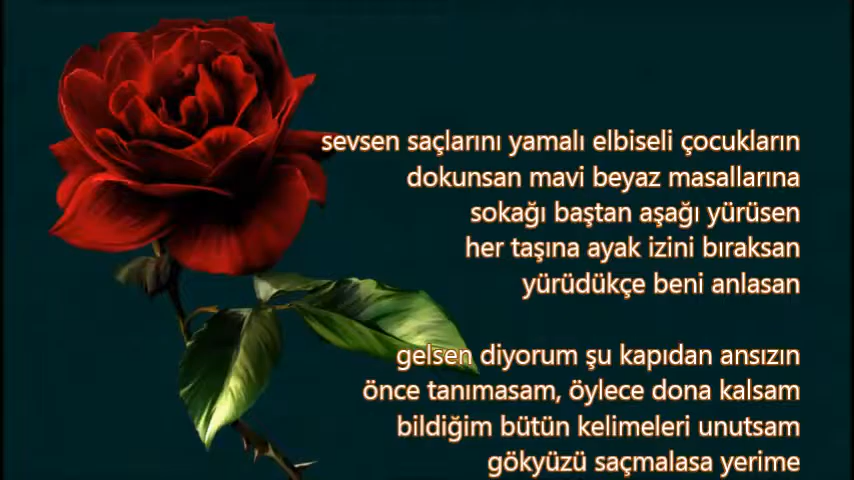 sevsen saçlarını yamalı elbiseli çocukların
dokunsan mavi beyaz masallarına
sokağı baştan aşağı yürüsen
her taşına ayak izini bıraksan
yürüdükçe beni anlasan
gelsen diyorum şu kapıdan ansızın
önce tanımasam, öylece dona kalsam
bildiğim bütün kelimeleri unutsam
gökyüzü saçmalasa yerime